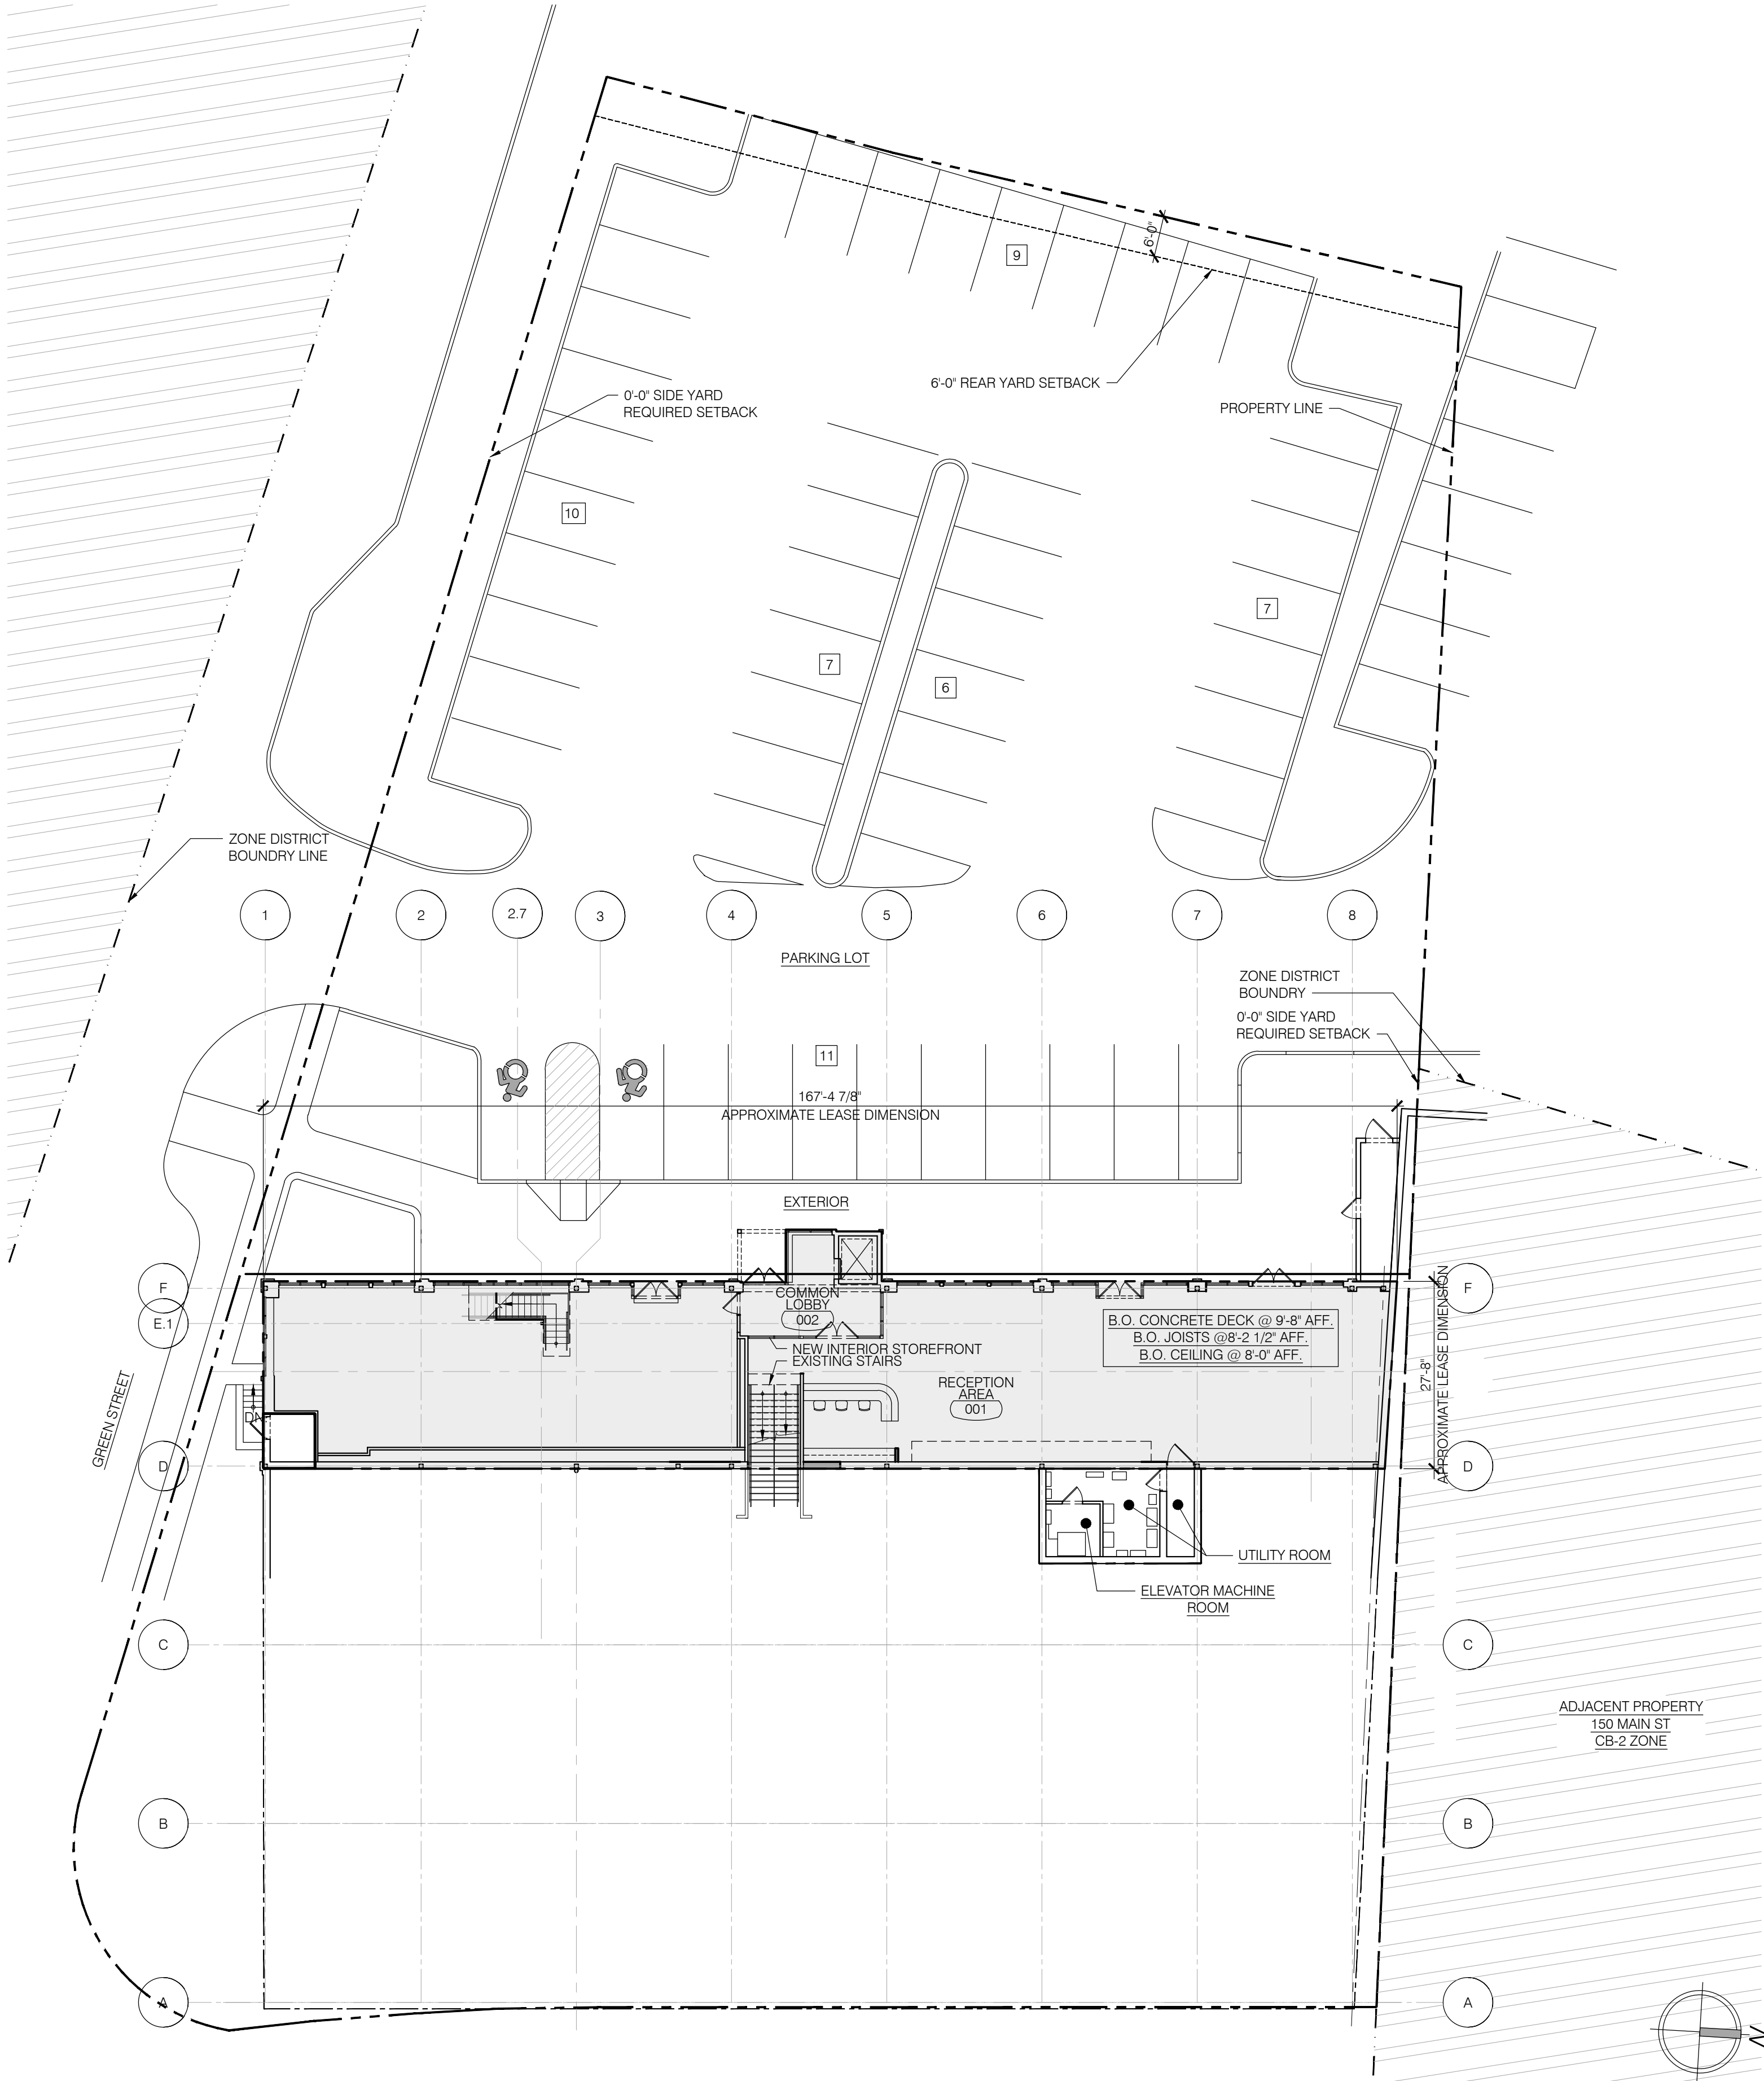 6'-0"
9
6'-0" REAR YARD SETBACK
0'-0" SIDE YARD
REQUIRED SETBACK
PROPERTY LINE
10
7
7
6
ZONE DISTRICT
BOUNDRY LINE
1
2
2.7
3
4
5
6
7
8
PARKING LOT
ZONE DISTRICT
BOUNDRY
0'-0" SIDE YARD
REQUIRED SETBACK
11
167'-4 7/8"
APPROXIMATE LEASE DIMENSION
EXTERIOR
F
F
COMMON
LOBBY
002
E.1
B.O. CONCRETE DECK @ 9'-8" AFF.
B.O. JOISTS @8'-2 1/2" AFF.
B.O. CEILING @ 8'-0" AFF.
NEW INTERIOR STOREFRONT
EXISTING STAIRS
RECEPTION
AREA
001
27'-8"
APPROXIMATE LEASE DIMENSION
GREEN STREET
DN
D
D
UTILITY ROOM
ELEVATOR MACHINE
ROOM
C
C
ADJACENT PROPERTY
150 MAIN ST
CB-2 ZONE
B
B
A
A